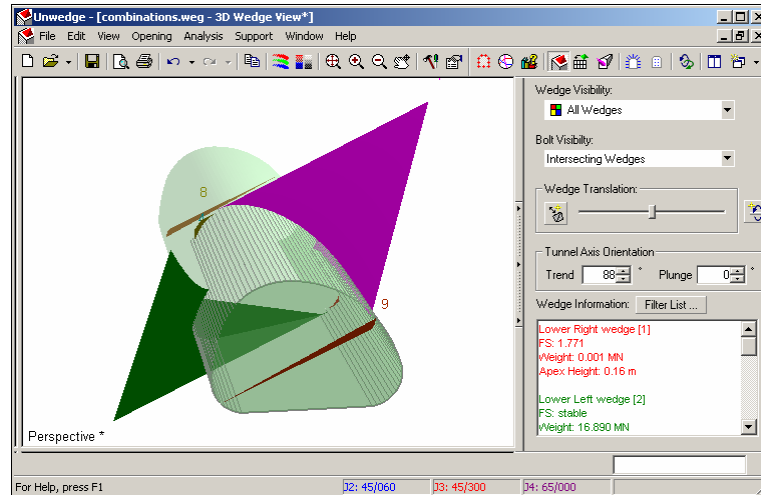 Unwedge - [combinations.weg - 3D Wedge View*]
File Edit View Opening Analysis Support Window Help
Wedge Visibility:
All Wedges
Bolt Visibilty:
Intersecting Wedges
Wedge Translation:
Tunnel Axis Orientation
Trend 88 ° Plunge 0 °
Wedge Information: Filter List ...
Lower Right wedge [1]
FS: 1.771
Weight: 0.001 MN
Apex Height: 0.16 m
Lower Left wedge [2]
FS: stable
Weight: 16.890 MN
8
9
Perspective *
For Help, press F1 J2: 45/060 J3: 45/300 J4: 65/000